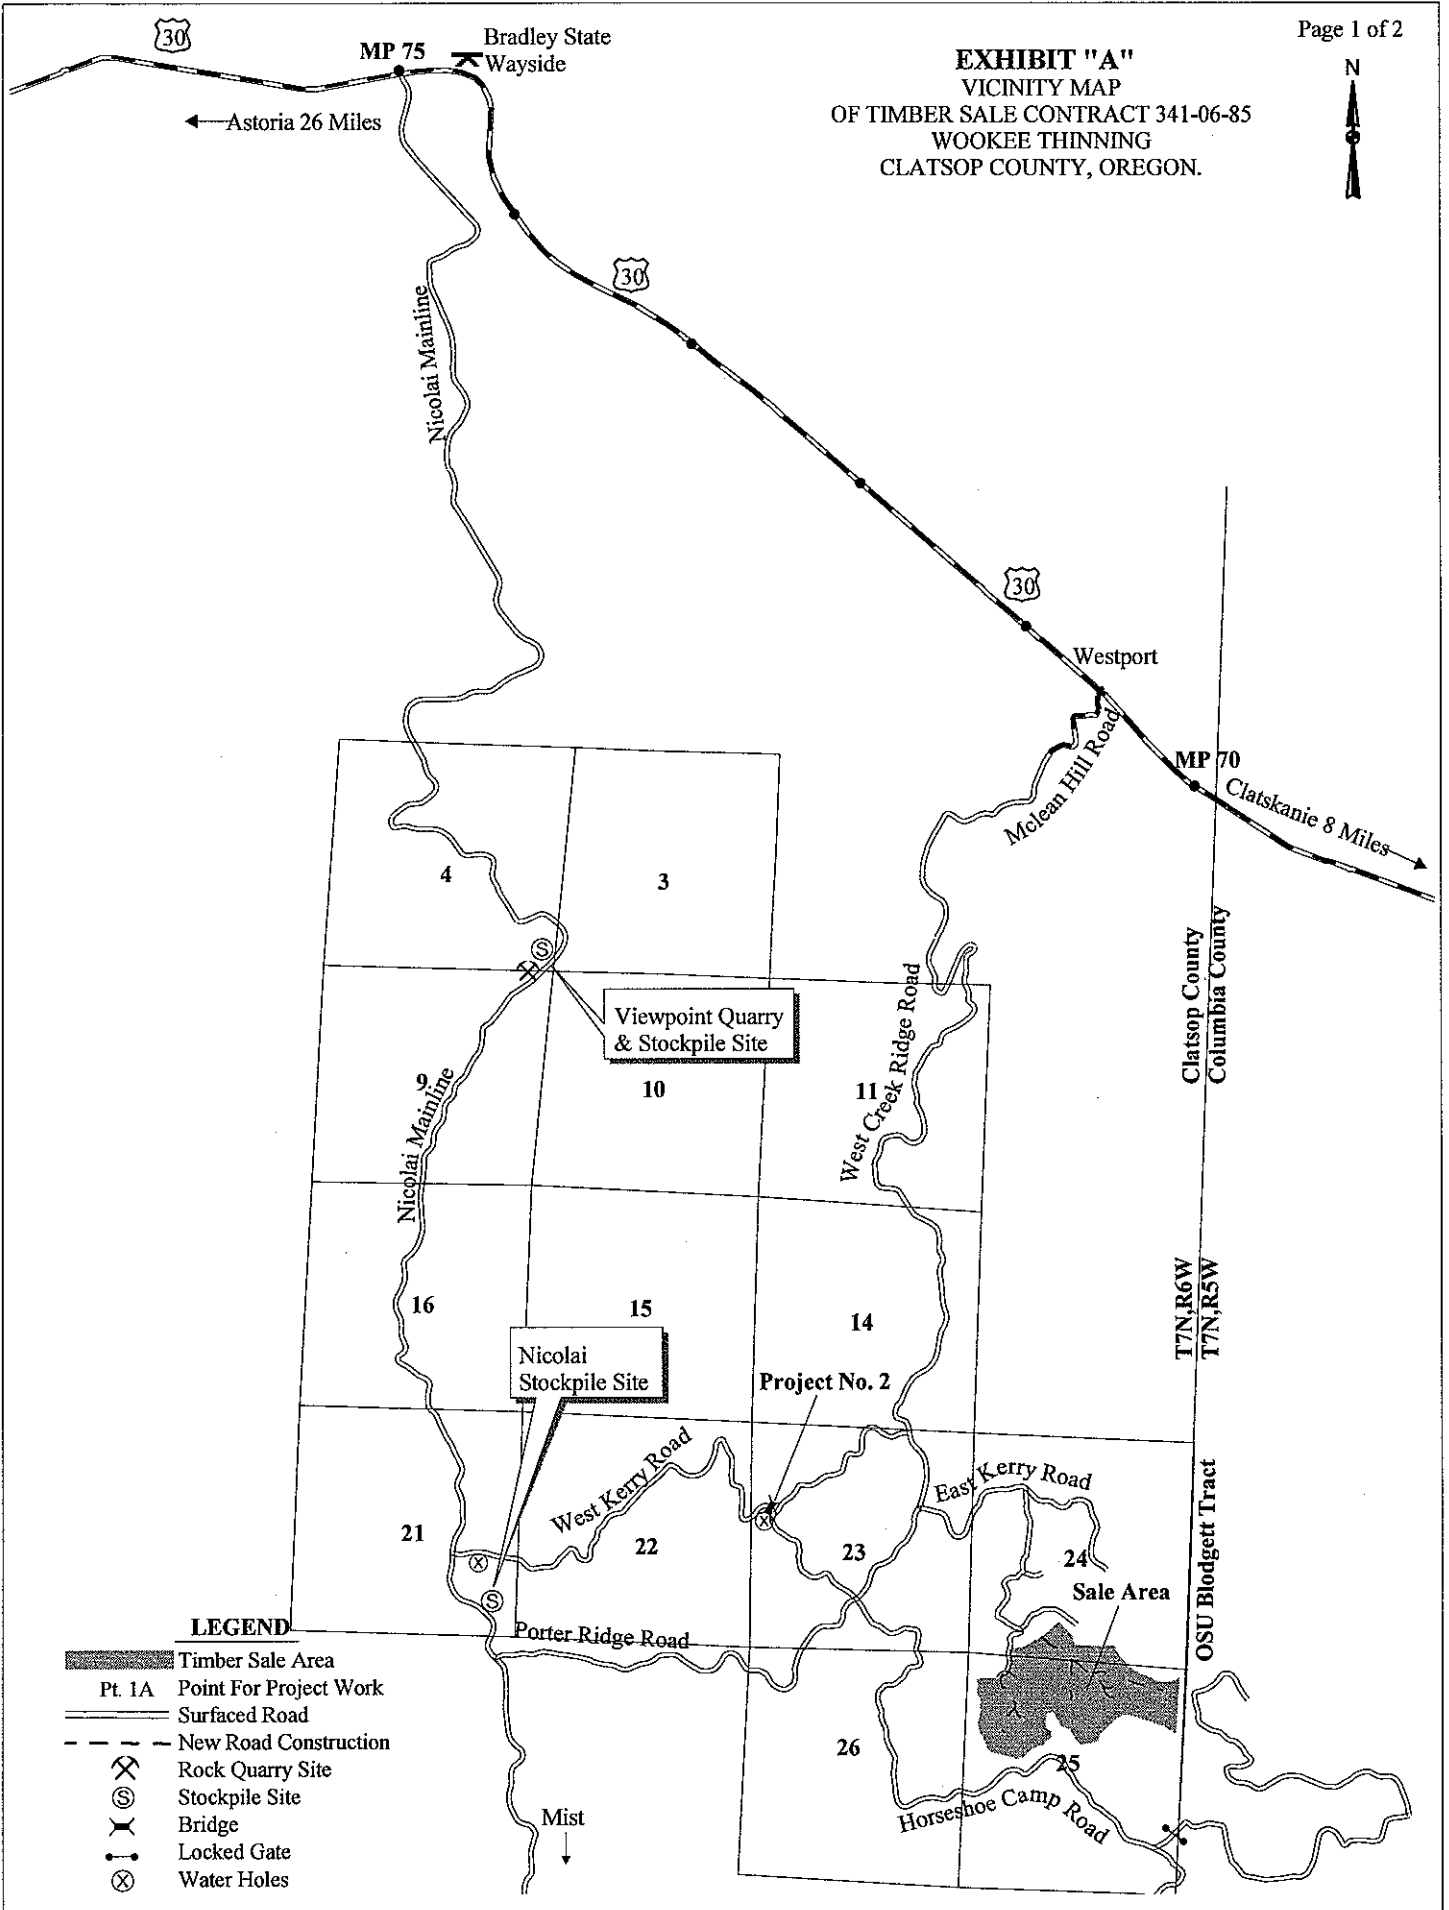 Page 1 of 2
EXHIBIT "A"
VICINITY MAP
OF TIMBER SALE CONTRACT 341-06-85
WOOKEE THINNING
CLATSOP COUNTY, OREGON.
N
30
MP 75
Bradley State
Wayside
Astoria 26 Miles
Nicolai Mainline
30
30
Westport
Mclean Hill Road
MP 70
Clatskanie 8 Miles
4
3
Viewpoint Quarry
& Stockpile Site
S
Clatsop County
Columbia County
West Creek Ridge Road
9
10
11
Nicolai Mainline
16
15
14
T7N,R6W
T7N,R5W
Nicolai
Stockpile Site
Project No. 2
West Kerry Road
East Kerry Road
OSU Blodgett Tract
21
22
23
24
X
X
S
Sale Area
Porter Ridge Road
26
25
Horseshoe Camp Road
Mist
LEGEND
Timber Sale Area
Pt. 1A Point For Project Work
Surfaced Road
New Road Construction
Rock Quarry Site
S Stockpile Site
Bridge
Locked Gate
X Water Holes